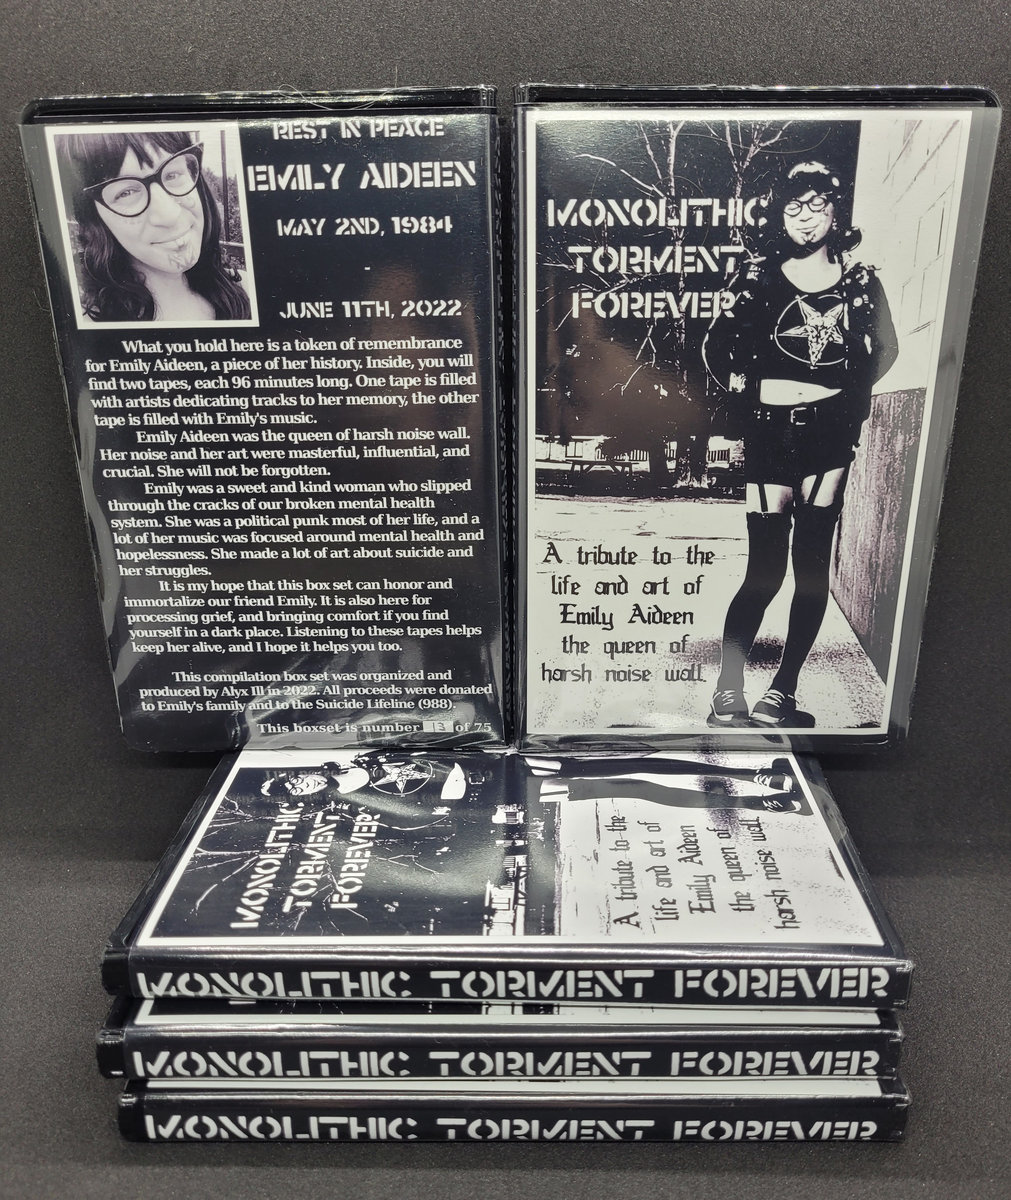 REST IN PEACE
EMILY AIDEEN
MAY 2ND, 1984
-
JUNE 11TH, 2022
What you hold here is a token of remembrance
for Emily Aideen, a piece of her history. Inside, you will
find two tapes, each 96 minutes long. One tape is filled
with artists dedicating tracks to her memory, the other
tape is filled with Emily's music.
Emily Aideen was the queen of harsh noise wall.
Her noise and her art were masterful, influential, and
crucial. She will not be forgotten.
Emily was a sweet and kind woman who slipped
through the cracks of our broken mental health
system. She was a political punk most of her life, and a
lot of her music was focused around mental health and
hopelessness. She made a lot of art about suicide and
her struggles.
It is my hope that this box set can honor and
immortalize our friend Emily. It is also here for
processing grief, and bringing comfort if you find
yourself in a dark place. Listening to these tapes helps
keep her alive, and I hope it helps you too.
This compilation box set was organized and
produced by Alyx Ill in 2022. All proceeds were donated
to Emily's family and to the Suicide Lifeline (988).
This boxset is number 13 of 75
MONOLITHIC
TORMENT
FOREVER
A tribute to the
life and art of
Emily Aideen
the queen of
harsh noise wall.
MONOLITHIC
TORMENT
FOREVER
A tribute to the
life and art of
Emily Aideen
the queen of
harsh noise wall.
MONOLITHIC TORMENT FOREVER
MONOLITHIC TORMENT FOREVER
MONOLITHIC TORMENT FOREVER